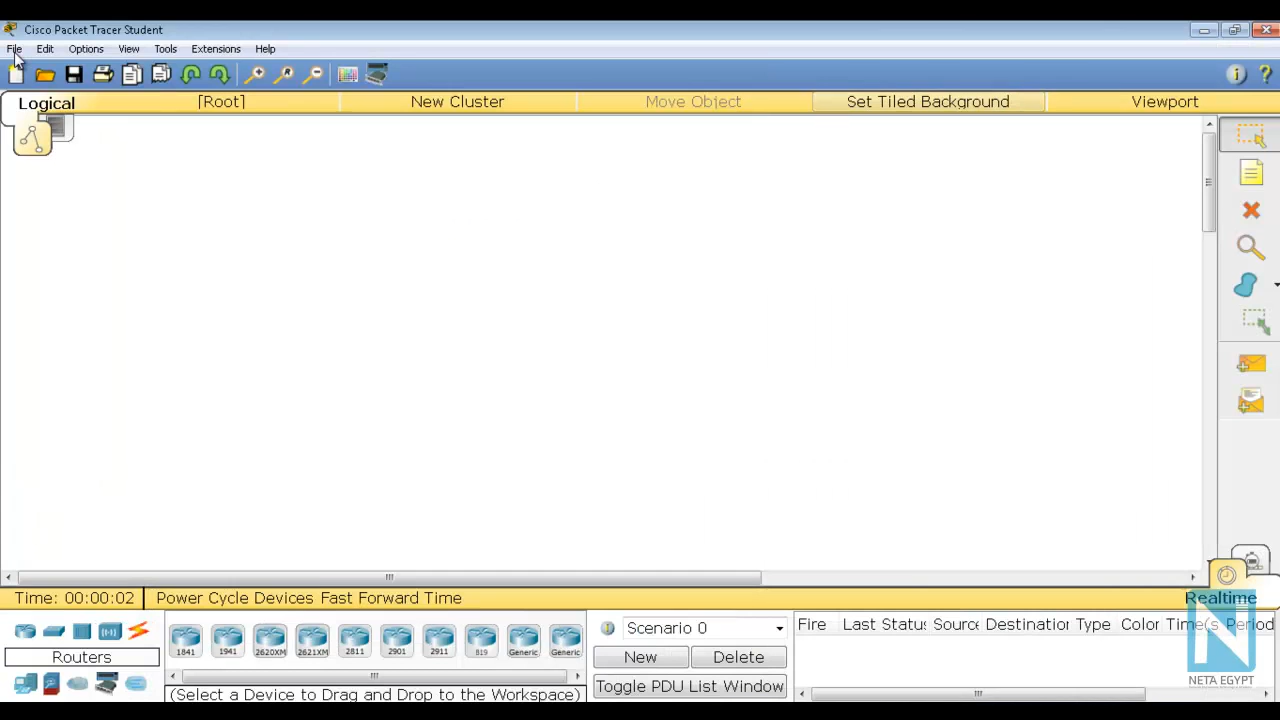 Cisco Packet Tracer Student
File Edit Options View Tools Extensions Help
Logical [Root] New Cluster Move Object Set Tiled Background Viewport
Time: 00:00:02 Power Cycle Devices Fast Forward Time Realtime
Routers
1841 1941 2620XM 2621XM 2811 2901 2911 819 Generic Generic
(Select a Device to Drag and Drop to the Workspace)
Scenario 0
New Delete
Toggle PDU List Window
Fire Last Statu Source Destination Type Color Time(s Period
NETA EGYPT